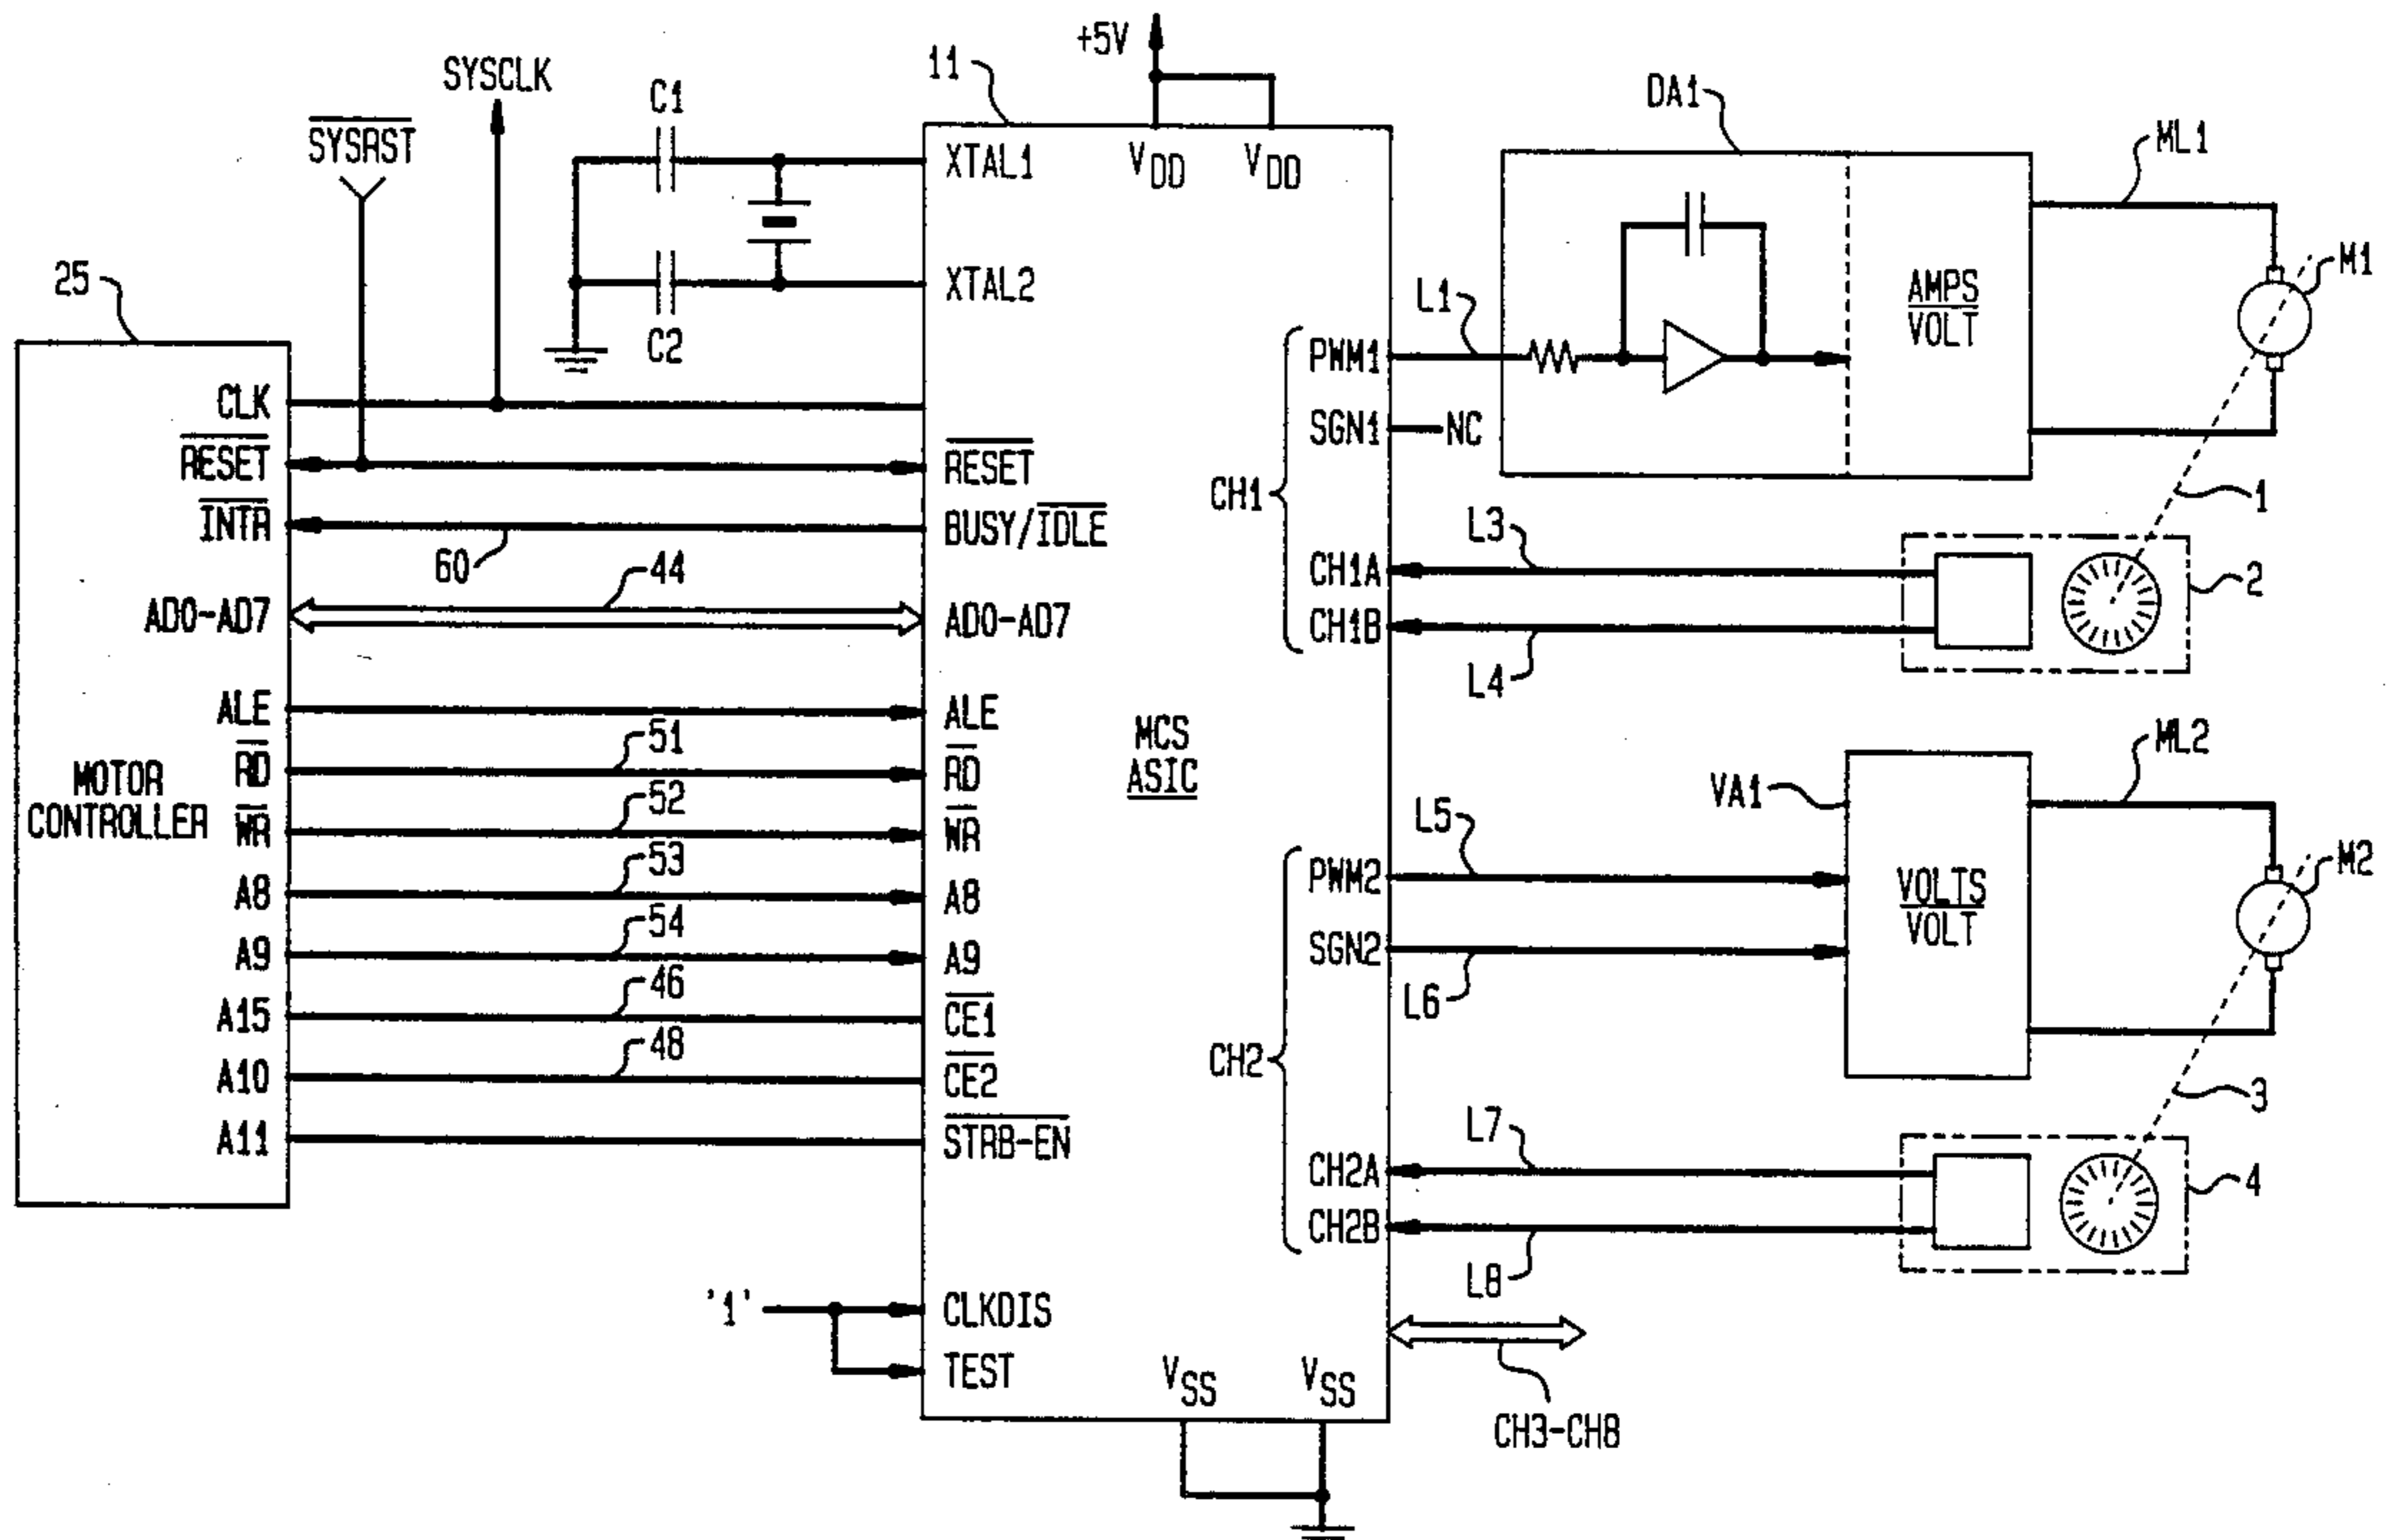 +5V
SYSCLK
11
C1
DA1
SYSRST
XTAL1
VDD
VDD
ML1
25
XTAL2
C2
L1
AMPS
VOLT
M1
CLK
PWM1
RESET
RESET
SGN1
NC
CH1
1
INTR
BUSY/IDLE
60
44
L3
CH1A
2
AD0-AD7
AD0-AD7
CH1B
L4
ALE
ALE
51
MCS
ASIC
ML2
RD
RD
MOTOR
CONTROLLER
52
VA1
WR
WR
L5
53
PWM2
VOLTS
VOLT
M2
A8
A8
54
SGN2
A9
A9
L6
46
A15
CE1
48
CH2
A10
CE2
3
A11
STRB-EN
L7
CH2A
4
CH2B
L8
'1'
CLKDIS
TEST
VSS
VSS
CH3-CH8